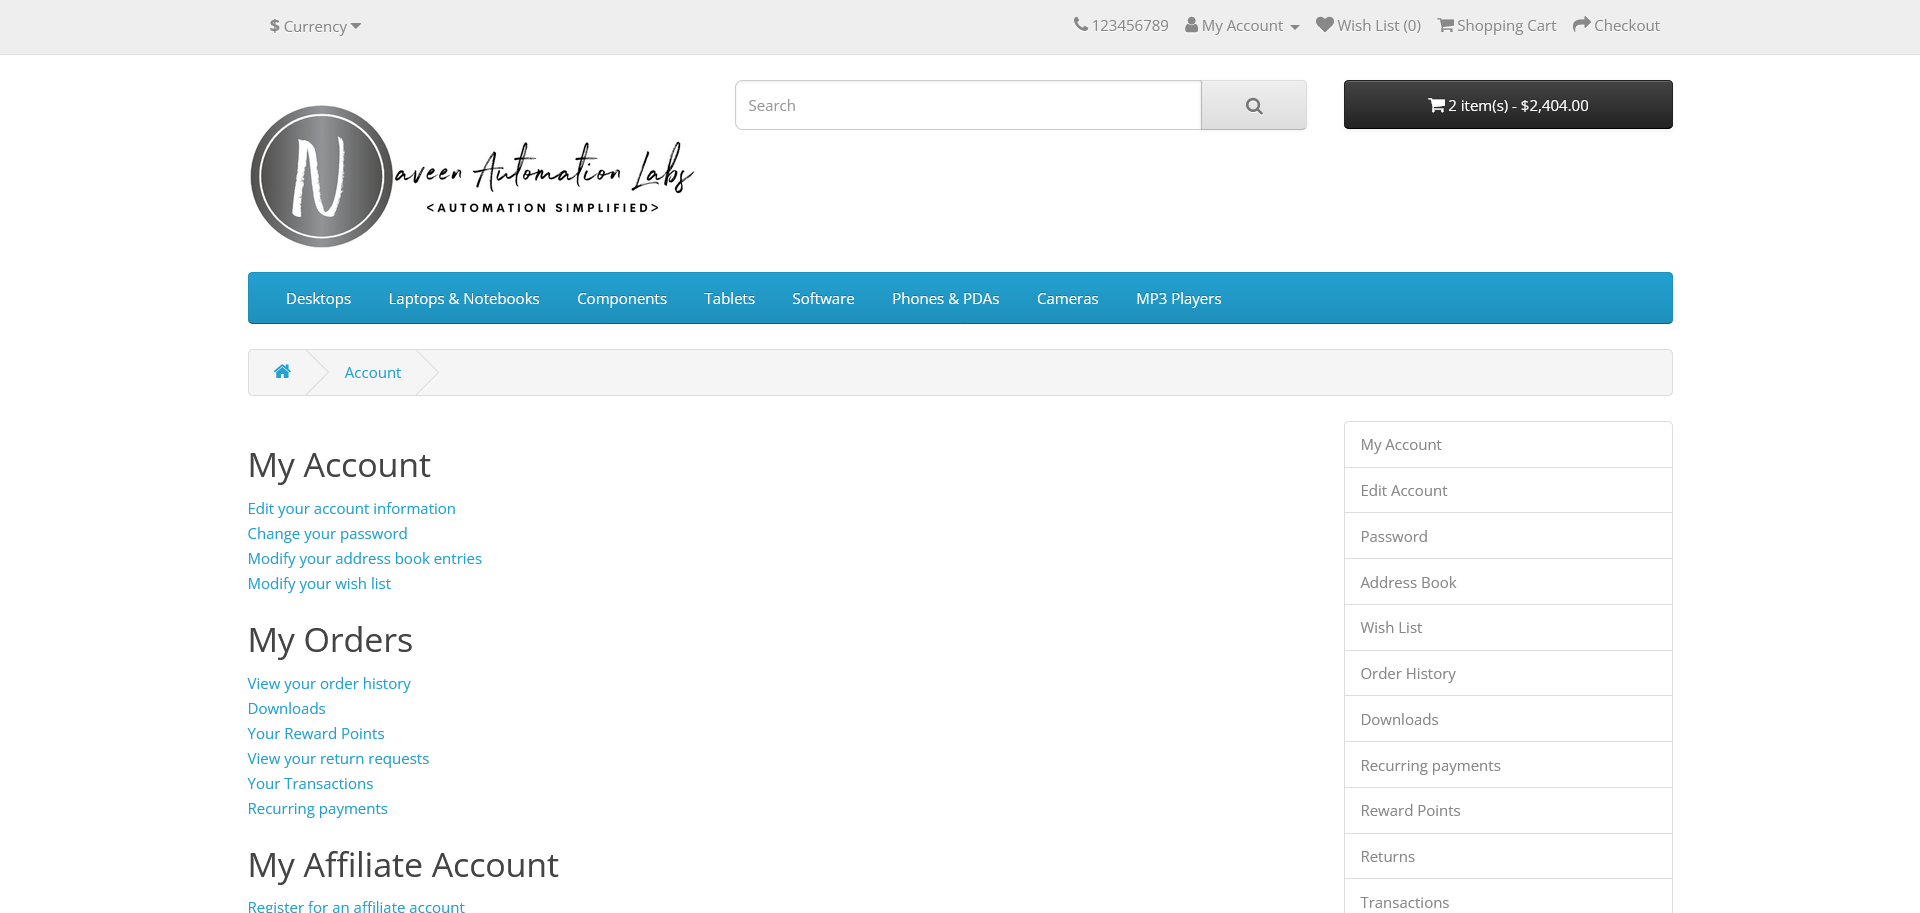 $ Currency
123456789 My Account Wish List (0) Shopping Cart Checkout
Search
2 item(s) - $2,404.00
Naveen Automation Labs
<AUTOMATION SIMPLIFIED>
Desktops Laptops & Notebooks Components Tablets Software Phones & PDAs Cameras MP3 Players
Account
My Account
Edit your account information
Change your password
Modify your address book entries
Modify your wish list
My Orders
View your order history
Downloads
Your Reward Points
View your return requests
Your Transactions
Recurring payments
My Affiliate Account
Register for an affiliate account
My Account
Edit Account
Password
Address Book
Wish List
Order History
Downloads
Recurring payments
Reward Points
Returns
Transactions